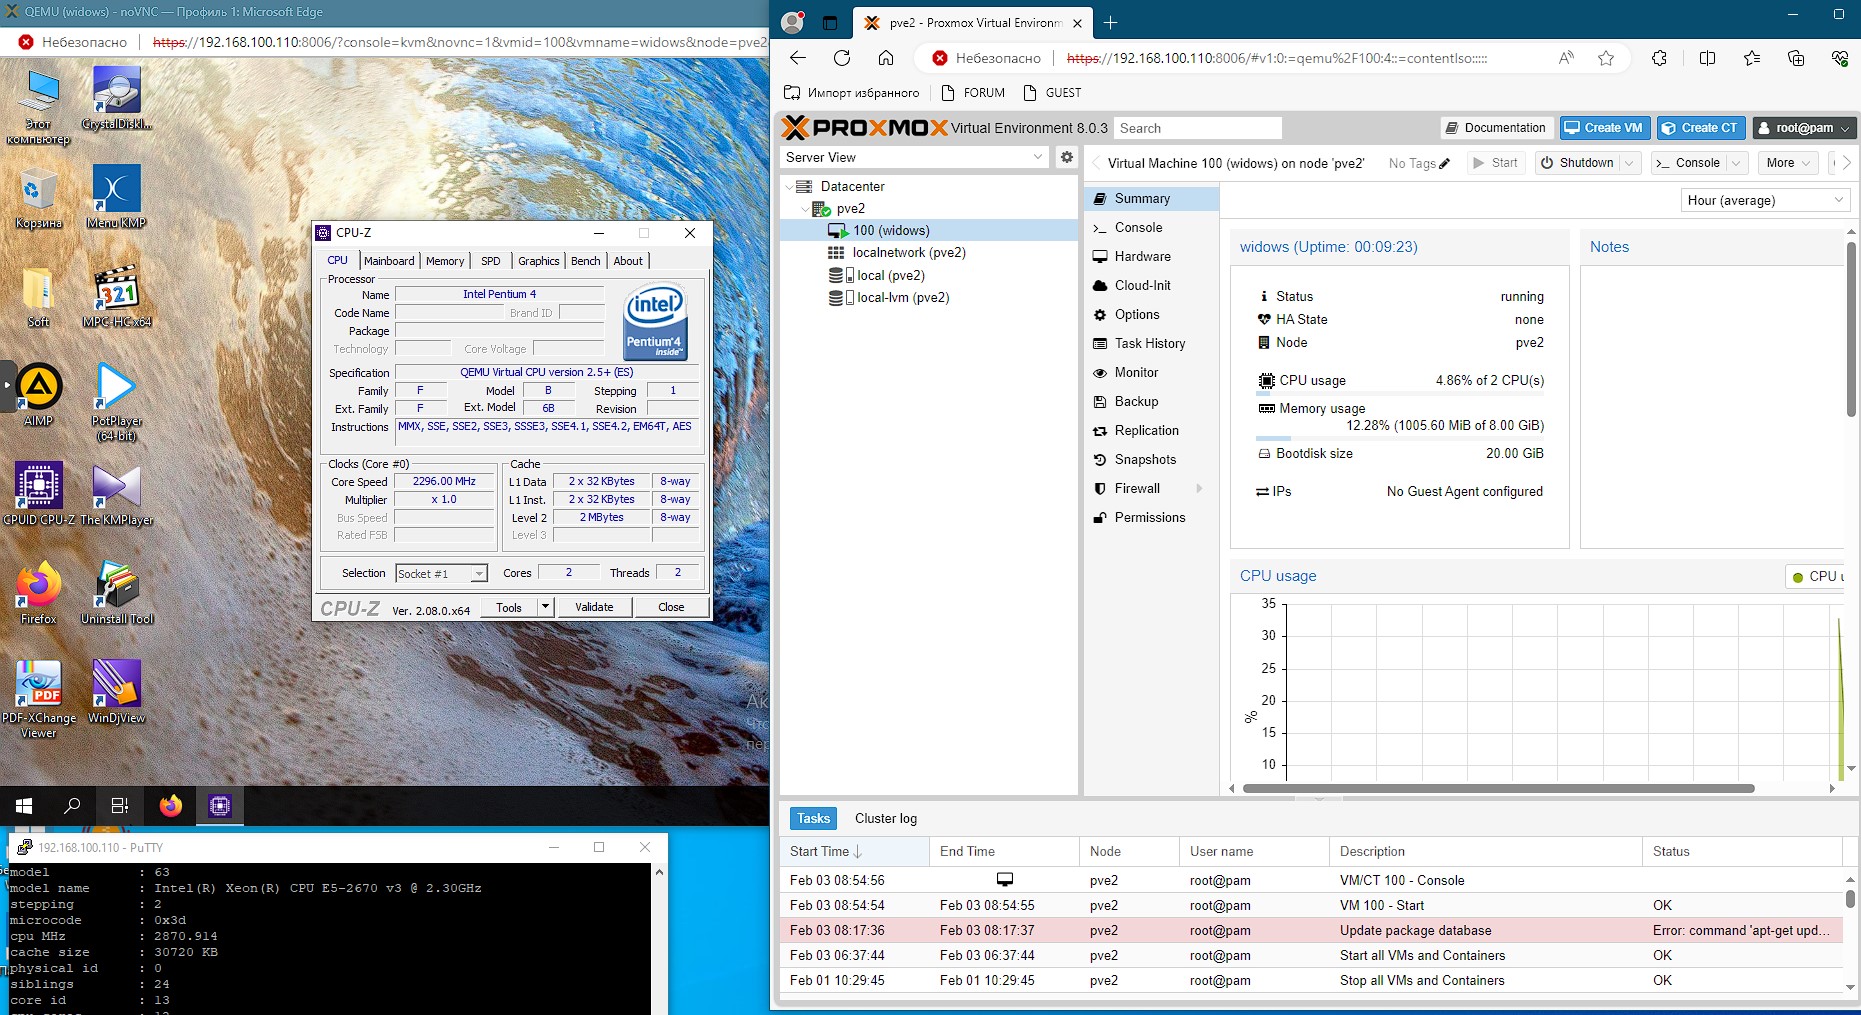 QEMU (widows) - noVNC — Профиль 1: Microsoft Edge
Небезопасно
https://192.168.100.110:8006/?console=kvm&novnc=1&vmid=100&vmname=widows&node=pve2
Этот компьютер
CrystalDiskI...
Корзина
Menu KMP
Soft
MPC-HC x64
AIMP
PotPlayer (64-bit)
CPUID CPU-Z
The KMPlayer
Firefox
Uninstall Tool
PDF-XChange Viewer
WinDjView
CPU-Z
CPU
Mainboard
Memory
SPD
Graphics
Bench
About
Processor
Name
Intel Pentium 4
Code Name
Brand ID
Package
Technology
Core Voltage
intel
Pentium 4
inside™
Specification
QEMU Virtual CPU version 2.5+ (ES)
Family F Model B Stepping 1
Ext. Family F Ext. Model 6B Revision
Instructions
MMX, SSE, SSE2, SSE3, SSSE3, SSE4.1, SSE4.2, EM64T, AES
Clocks (Core #0)
Core Speed 2296.00 MHz
Multiplier x 1.0
Bus Speed
Rated FSB
Cache
L1 Data 2 x 32 KBytes 8-way
L1 Inst. 2 x 32 KBytes 8-way
Level 2 2 MBytes 8-way
Level 3
Selection Socket #1 Cores 2 Threads 2
CPU-Z Ver. 2.08.0.x64 Tools Validate Close
192.168.100.110 - PuTTY
model : 63
model name : Intel(R) Xeon(R) CPU E5-2670 v3 @ 2.30GHz
stepping : 2
microcode : 0x3d
cpu MHz : 2870.914
cache size : 30720 KB
physical id : 0
siblings : 24
core id : 13
pve2 - Proxmox Virtual Environm
Небезопасно
https://192.168.100.110:8006/#v1:0:=qemu%2F100:4::=contentIso:::::
Импорт избранного
FORUM
GUEST
PROXMOX Virtual Environment 8.0.3
Search
Documentation
Create VM
Create CT
root@pam
Server View
Virtual Machine 100 (widows) on node 'pve2'
No Tags
Start
Shutdown
Console
More
Datacenter
pve2
100 (widows)
localnetwork (pve2)
local (pve2)
local-lvm (pve2)
Summary
Console
Hardware
Cloud-Init
Options
Task History
Monitor
Backup
Replication
Snapshots
Firewall
Permissions
Hour (average)
widows (Uptime: 00:09:23)
Status running
HA State none
Node pve2
CPU usage 4.86% of 2 CPU(s)
Memory usage
12.28% (1005.60 MiB of 8.00 GiB)
Bootdisk size 20.00 GiB
IPs No Guest Agent configured
Notes
CPU usage
CPU u
35
30
25
20
15
10
%
Tasks
Cluster log
Start Time End Time Node User name Description Status
Feb 03 08:54:56 pve2 root@pam VM/CT 100 - Console
Feb 03 08:54:54 Feb 03 08:54:55 pve2 root@pam VM 100 - Start OK
Feb 03 08:17:36 Feb 03 08:17:37 pve2 root@pam Update package database Error: command 'apt-get upd...
Feb 03 06:37:44 Feb 03 06:37:44 pve2 root@pam Start all VMs and Containers OK
Feb 01 10:29:45 Feb 01 10:29:45 pve2 root@pam Stop all VMs and Containers OK